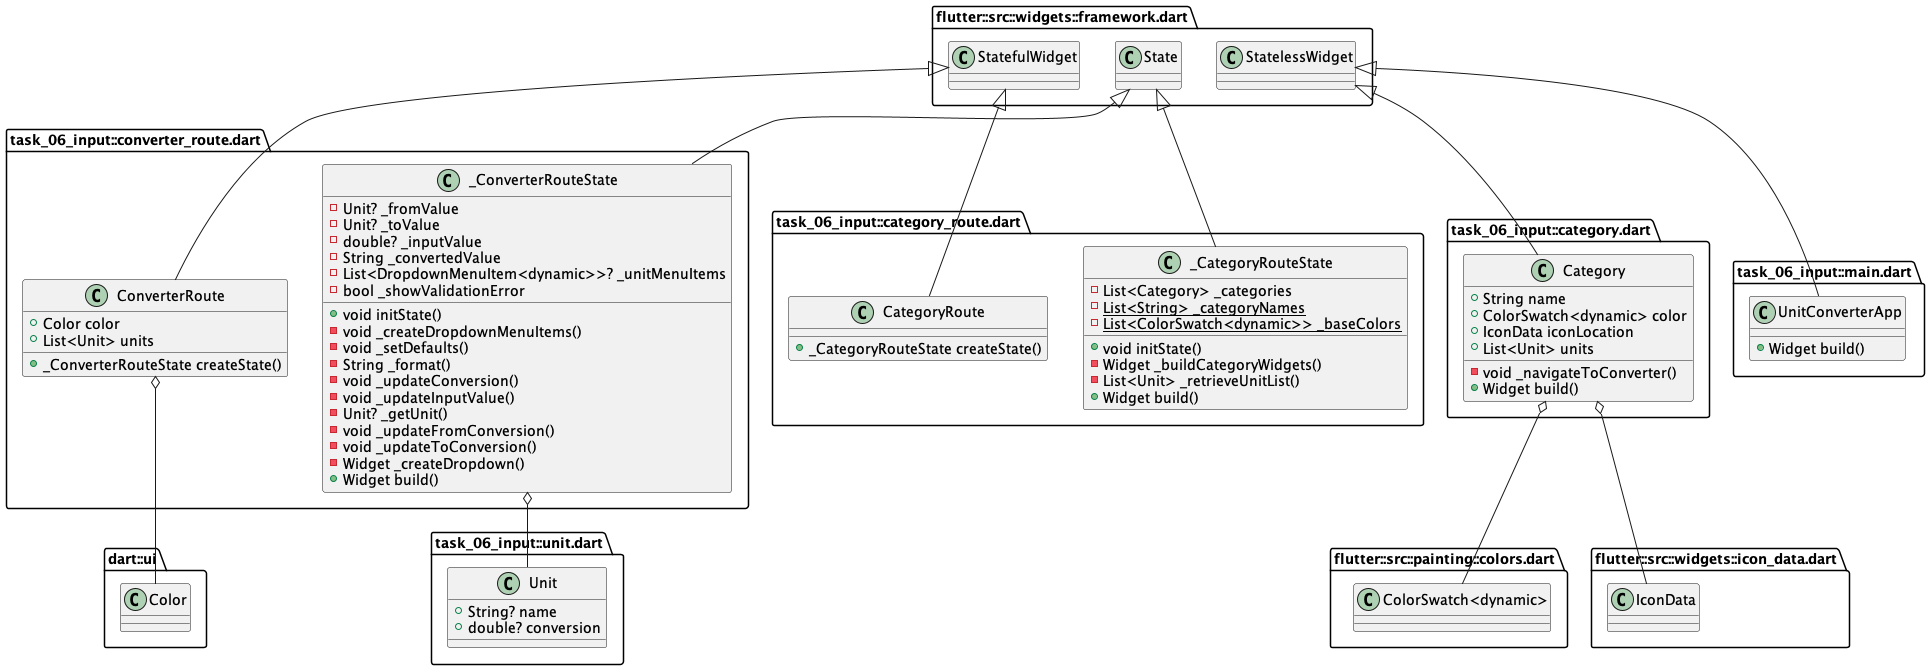 flutter::src::widgets::framework.dart
C StatefulWidget
C State
C StatelessWidget
task_06_input::converter_route.dart
C _ConverterRouteState
Unit? _fromValue
Unit? _toValue
double? _inputValue
String _convertedValue
List<DropdownMenuItem<dynamic>>? _unitMenuItems
bool _showValidationError
void initState()
void _createDropdownMenuItems()
void _setDefaults()
String _format()
void _updateConversion()
void _updateInputValue()
Unit? _getUnit()
void _updateFromConversion()
void _updateToConversion()
Widget _createDropdown()
Widget build()
C ConverterRoute
Color color
List<Unit> units
_ConverterRouteState createState()
task_06_input::category_route.dart
C CategoryRoute
_CategoryRouteState createState()
C _CategoryRouteState
List<Category> _categories
List<String> _categoryNames
List<ColorSwatch<dynamic>> _baseColors
void initState()
Widget _buildCategoryWidgets()
List<Unit> _retrieveUnitList()
Widget build()
task_06_input::category.dart
C Category
String name
ColorSwatch<dynamic> color
IconData iconLocation
List<Unit> units
void _navigateToConverter()
Widget build()
task_06_input::main.dart
C UnitConverterApp
Widget build()
dart::ui
C Color
task_06_input::unit.dart
C Unit
String? name
double? conversion
flutter::src::painting::colors.dart
C ColorSwatch<dynamic>
flutter::src::widgets::icon_data.dart
C IconData